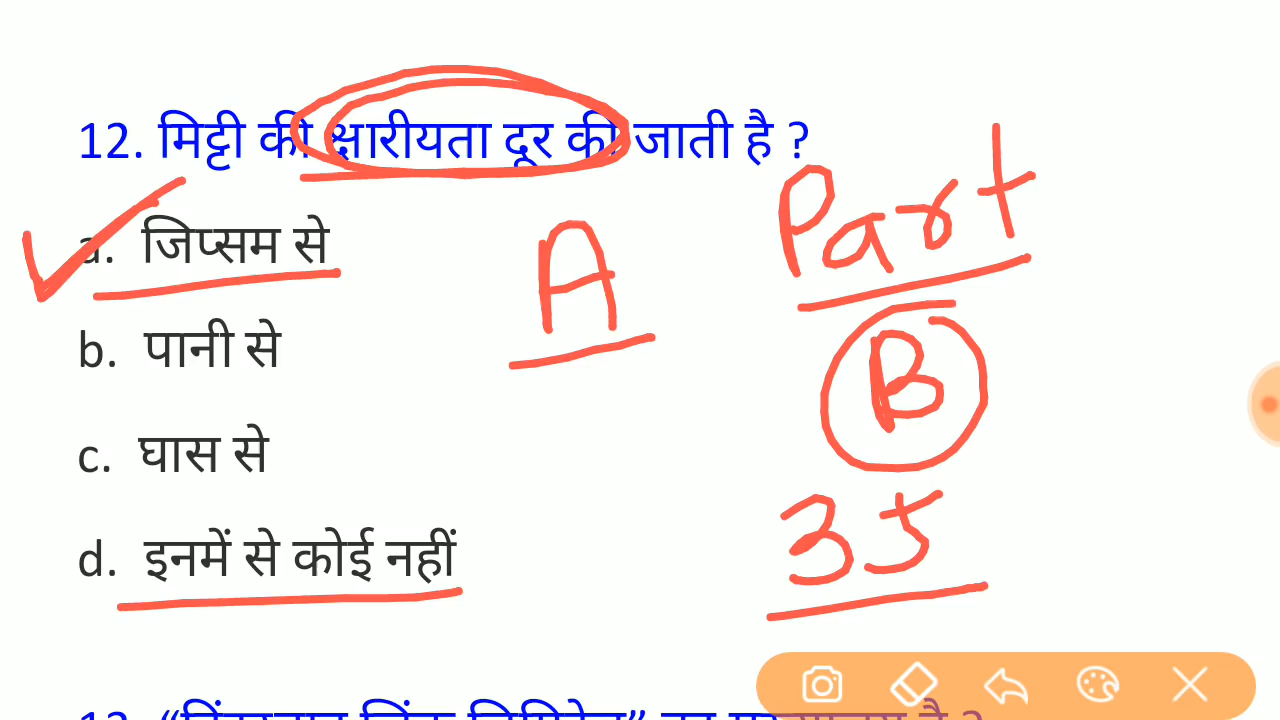 12. मिट्टी की क्षारीयता दूर की जाती है ?
a. जिप्सम से
b. पानी से
c. घास से
d. इनमें से कोई नहीं
A
Part
B
35